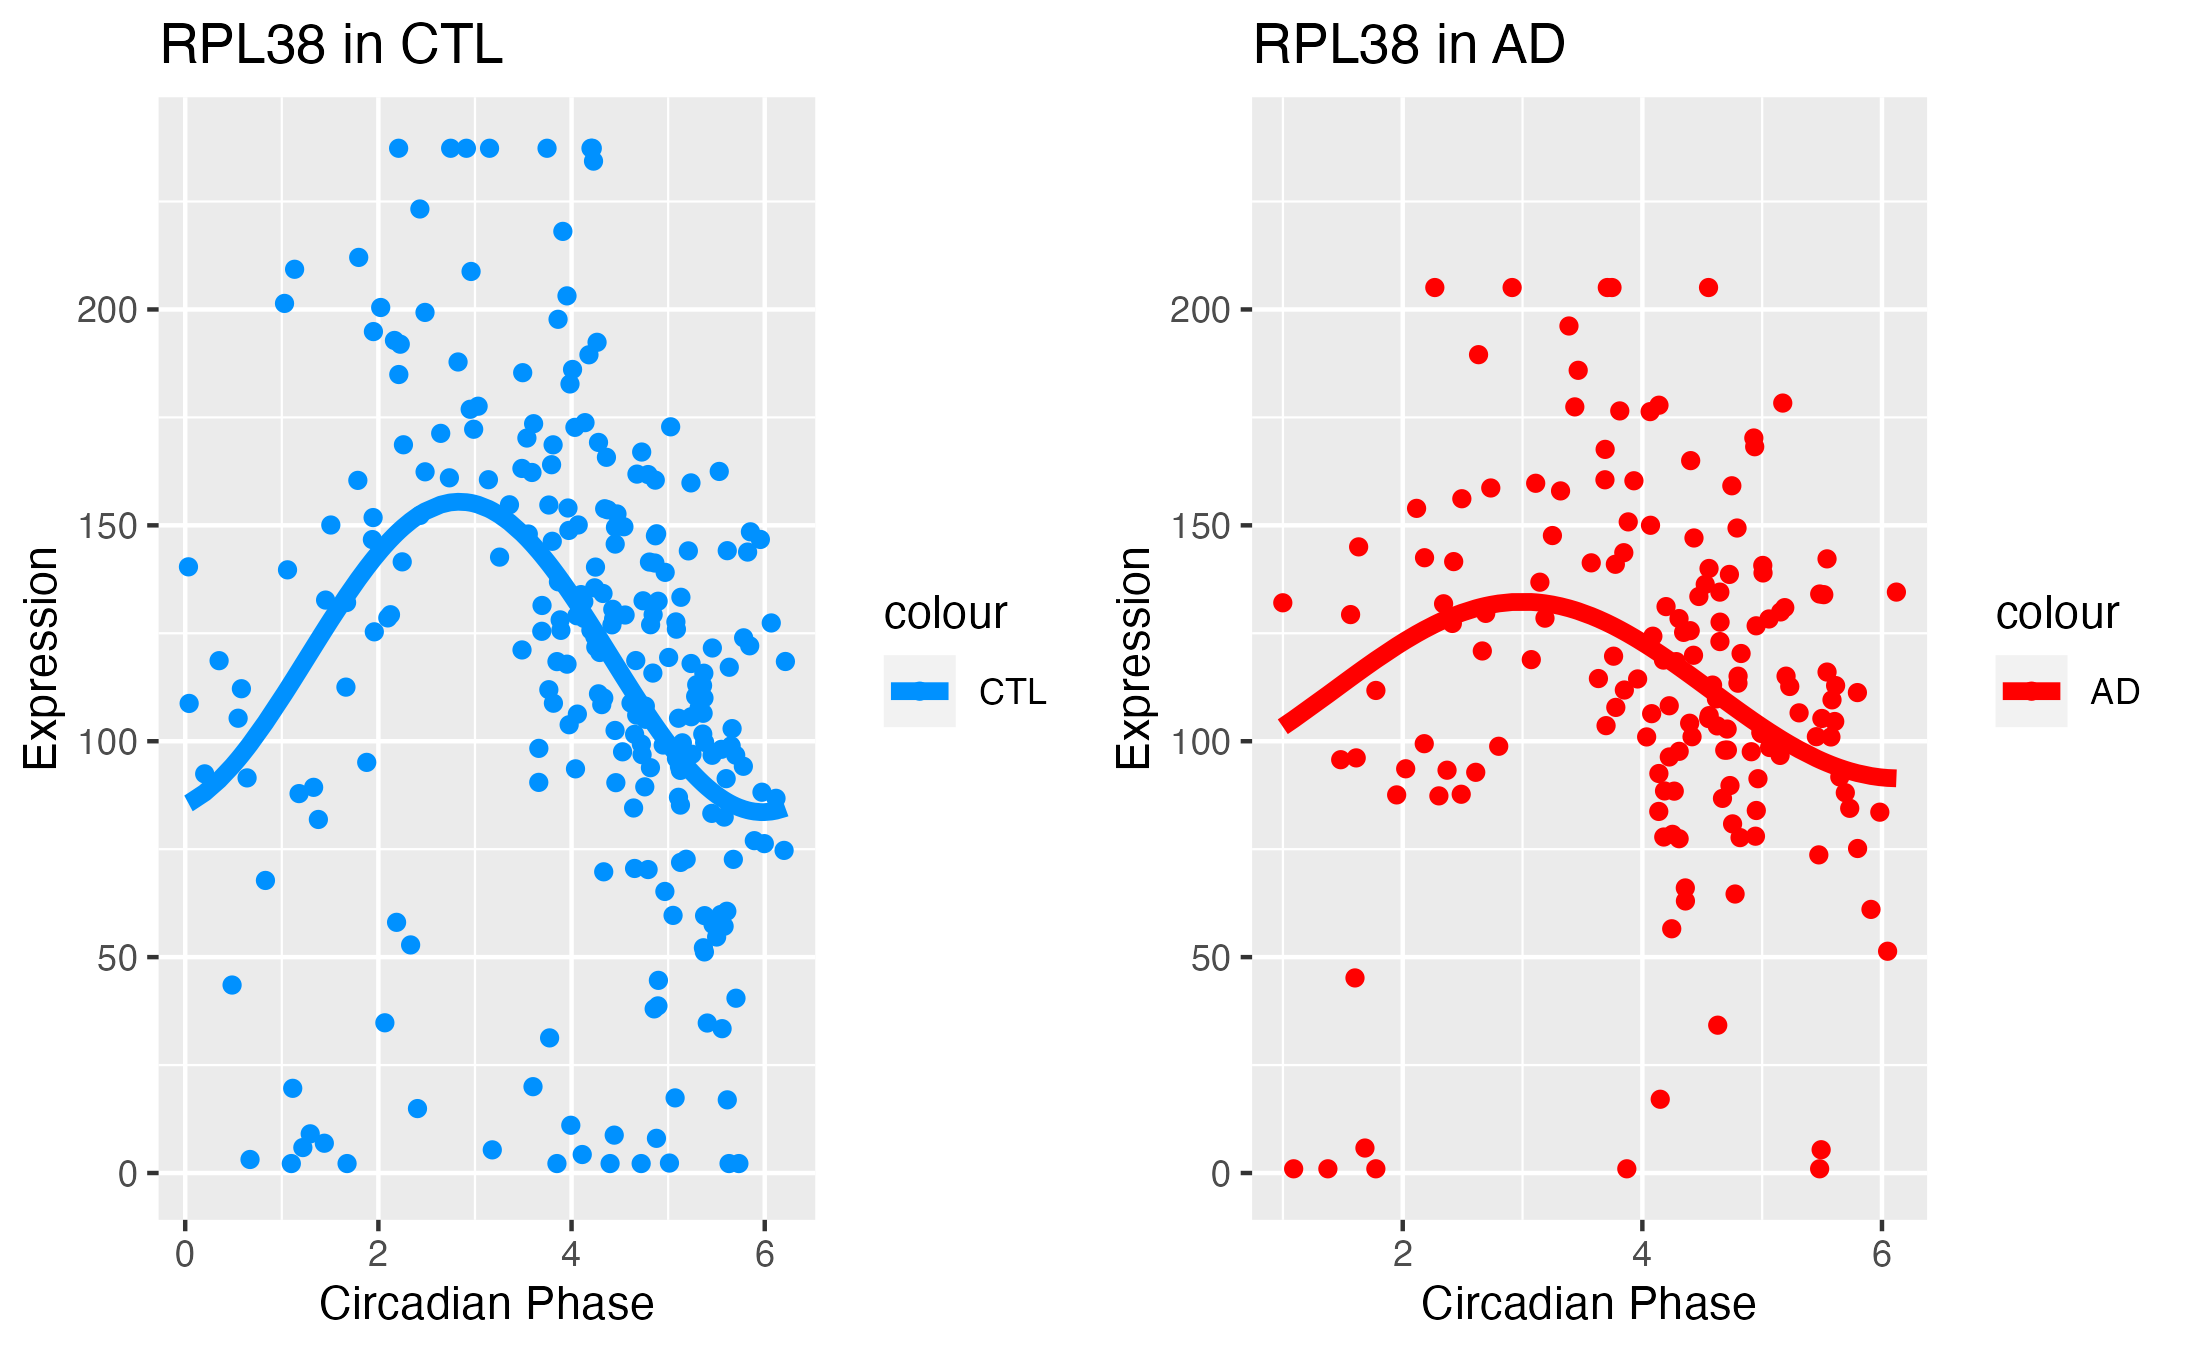 RPL38 in CTL
RPL38 in AD
Expression
200
150
100
50
0
0 2 4 6
Circadian Phase
colour
CTL
Expression
200
150
100
50
0
2 4 6
Circadian Phase
colour
AD